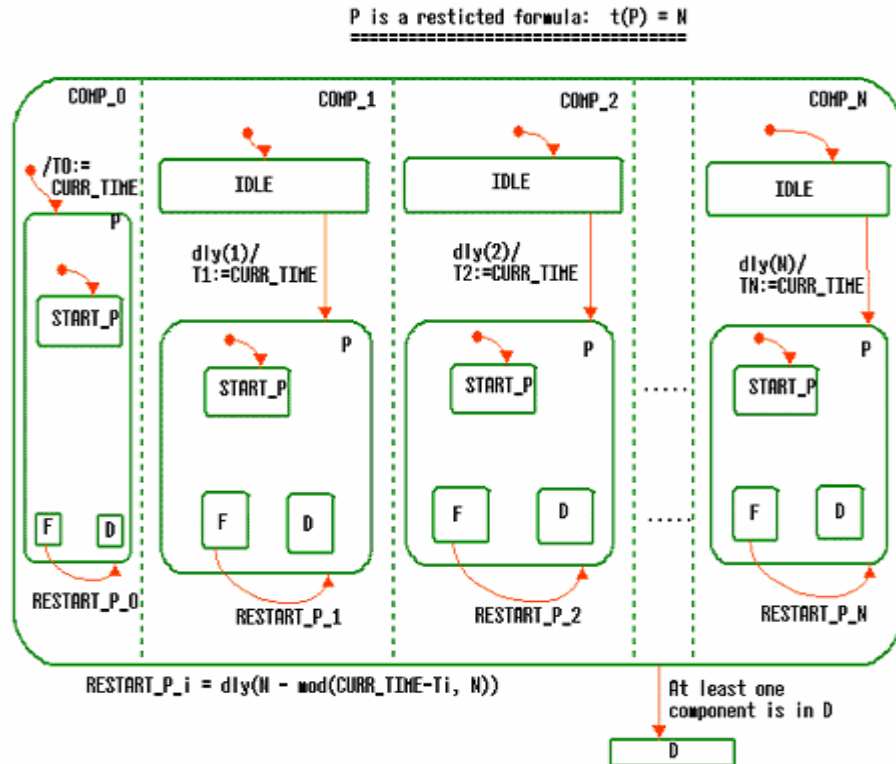 P is a resticted formula: t(P) = N
COMP_0
COMP_1
COMP_2
COMP_N
/T0:=
CURR_TIME
IDLE
IDLE
IDLE
P
dly(1)/
T1:=CURR_TIME
dly(2)/
T2:=CURR_TIME
dly(N)/
TN:=CURR_TIME
START_P
P
START_P
P
START_P
P
START_P
.....
F
D
F
D
F
D
.....
F
D
RESTART_P_0
RESTART_P_1
RESTART_P_2
RESTART_P_N
RESTART_P_i = dly(N - mod(CURR_TIME-Ti, N))
At least one
component is in D
D